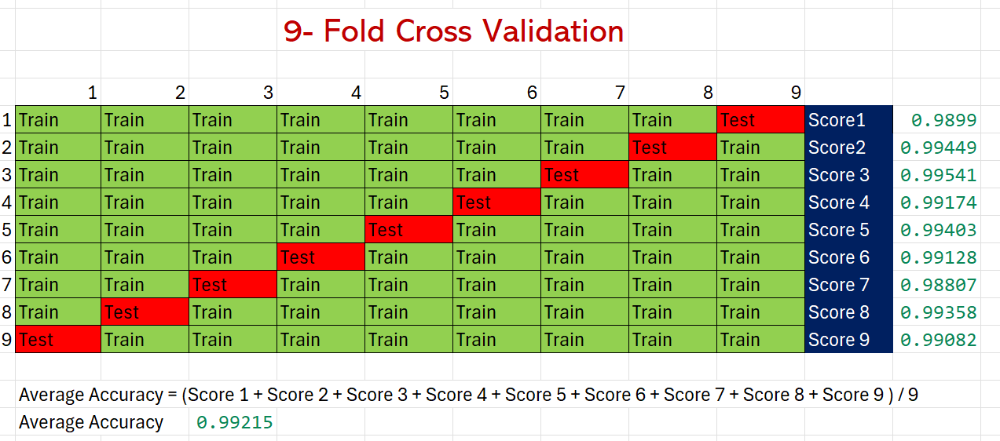 9- Fold Cross Validation
1 2 3 4 5 6 7 8 9
1 Train Train Train Train Train Train Train Train Test Score1 0.9899
2 Train Train Train Train Train Train Train Test Train Score2 0.99449
3 Train Train Train Train Train Train Test Train Train Score 3 0.99541
4 Train Train Train Train Train Test Train Train Train Score 4 0.99174
5 Train Train Train Train Test Train Train Train Train Score 5 0.99403
6 Train Train Train Test Train Train Train Train Train Score 6 0.99128
7 Train Train Test Train Train Train Train Train Train Score 7 0.98807
8 Train Test Train Train Train Train Train Train Train Score 8 0.99358
9 Test Train Train Train Train Train Train Train Train Score 9 0.99082
Average Accuracy = (Score 1 + Score 2 + Score 3 + Score 4 + Score 5 + Score 6 + Score 7 + Score 8 + Score 9 ) / 9
Average Accuracy 0.99215